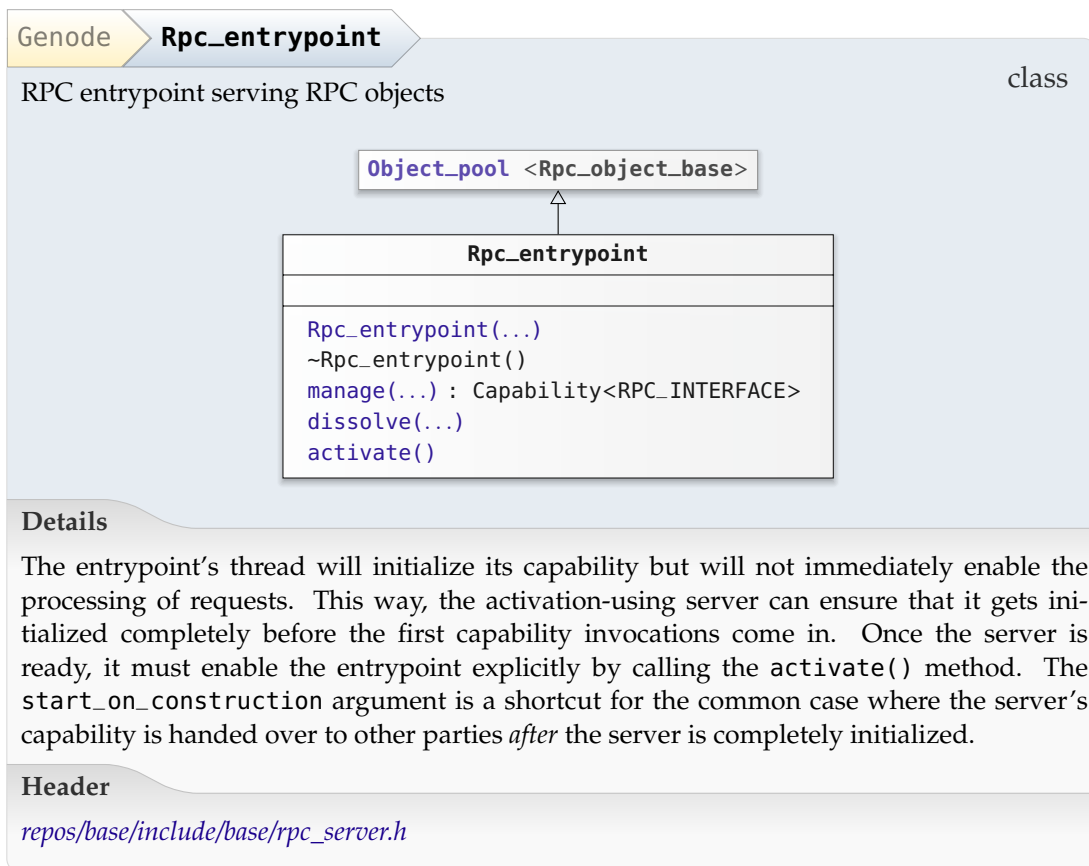 Genode Rpc_entrypoint
class
RPC entrypoint serving RPC objects
Object_pool <Rpc_object_base>
Rpc_entrypoint
Rpc_entrypoint(...)
~Rpc_entrypoint()
manage(...) : Capability<RPC_INTERFACE>
dissolve(...)
activate()
Details
The entrypoint's thread will initialize its capability but will not immediately enable the
processing of requests. This way, the activation-using server can ensure that it gets ini-
tialized completely before the first capability invocations come in. Once the server is
ready, it must enable the entrypoint explicitly by calling the activate() method. The
start_on_construction argument is a shortcut for the common case where the server's
capability is handed over to other parties after the server is completely initialized.
Header
repos/base/include/base/rpc_server.h